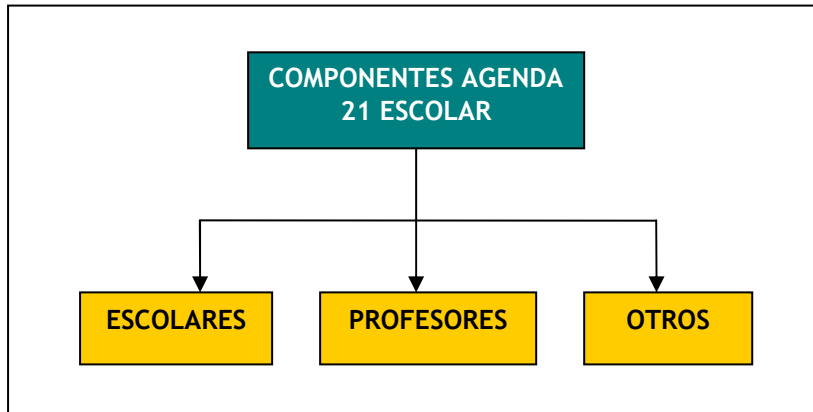 COMPONENTES AGENDA
21 ESCOLAR
ESCOLARES
PROFESORES
OTROS